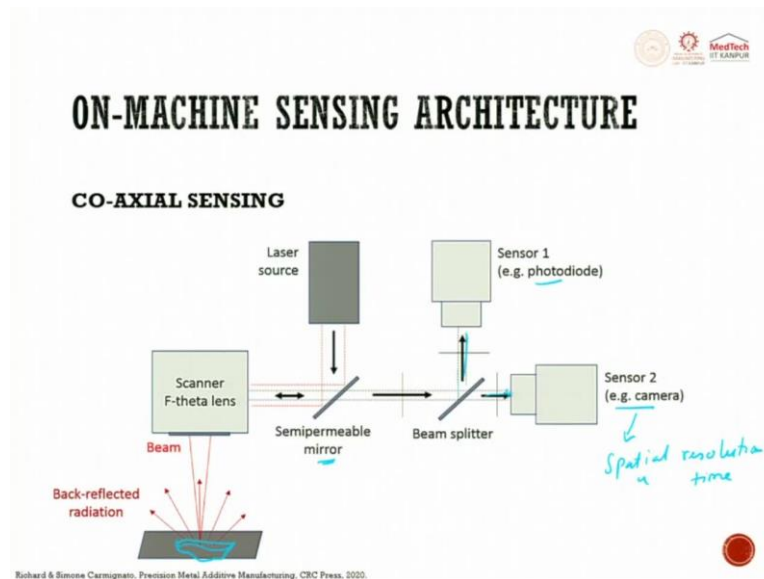 MedTech
IIT KANPUR
ON-MACHINE SENSING ARCHITECTURE
CO-AXIAL SENSING
Laser
source
Sensor 1
(e.g. photodiode)
Scanner
F-theta lens
Sensor 2
(e.g. camera)
Semipermeable
mirror
Beam splitter
Beam
Spatial resolution
time
Back-reflected
radiation
Richard & Simone Carmignato, Precision Metal Additive Manufacturing, CRC Press, 2020.